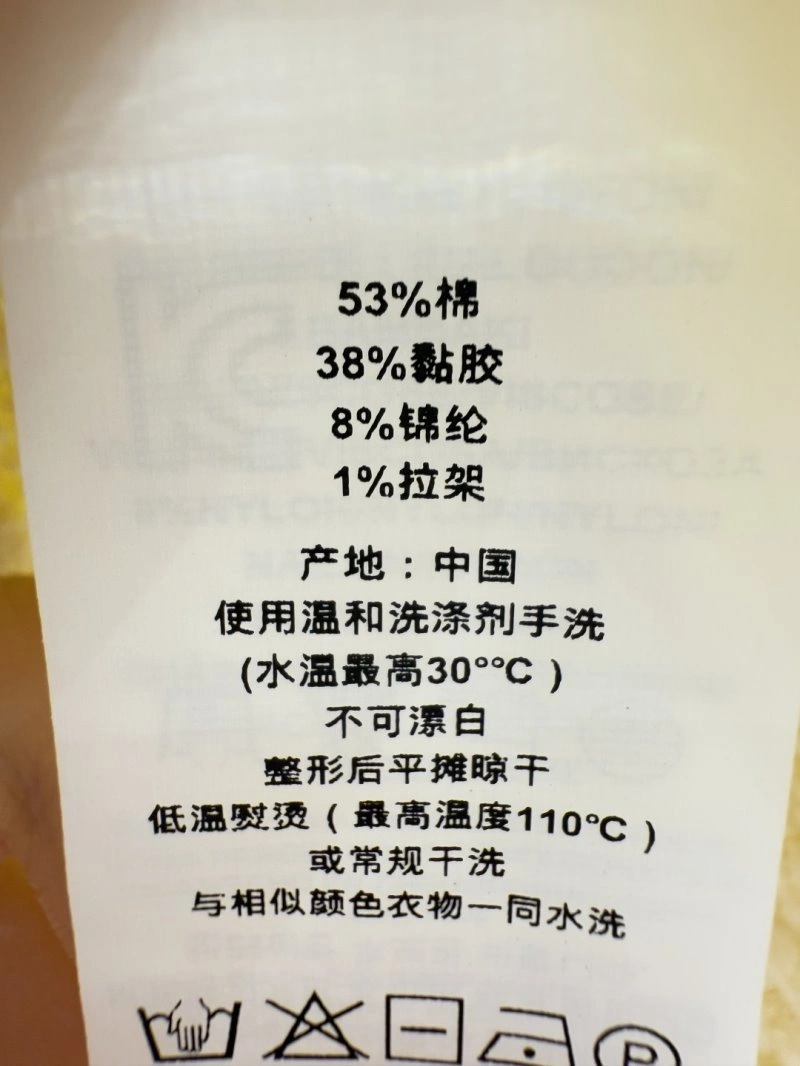 53%棉
38%黏胶
8%锦纶
1%拉架
产地：中国
使用温和洗涤剂手洗
(水温最高30°°C )
不可漂白
整形后平摊晾干
低温熨烫 ( 最高温度110°C )
或常规干洗
与相似颜色衣物一同水洗
P